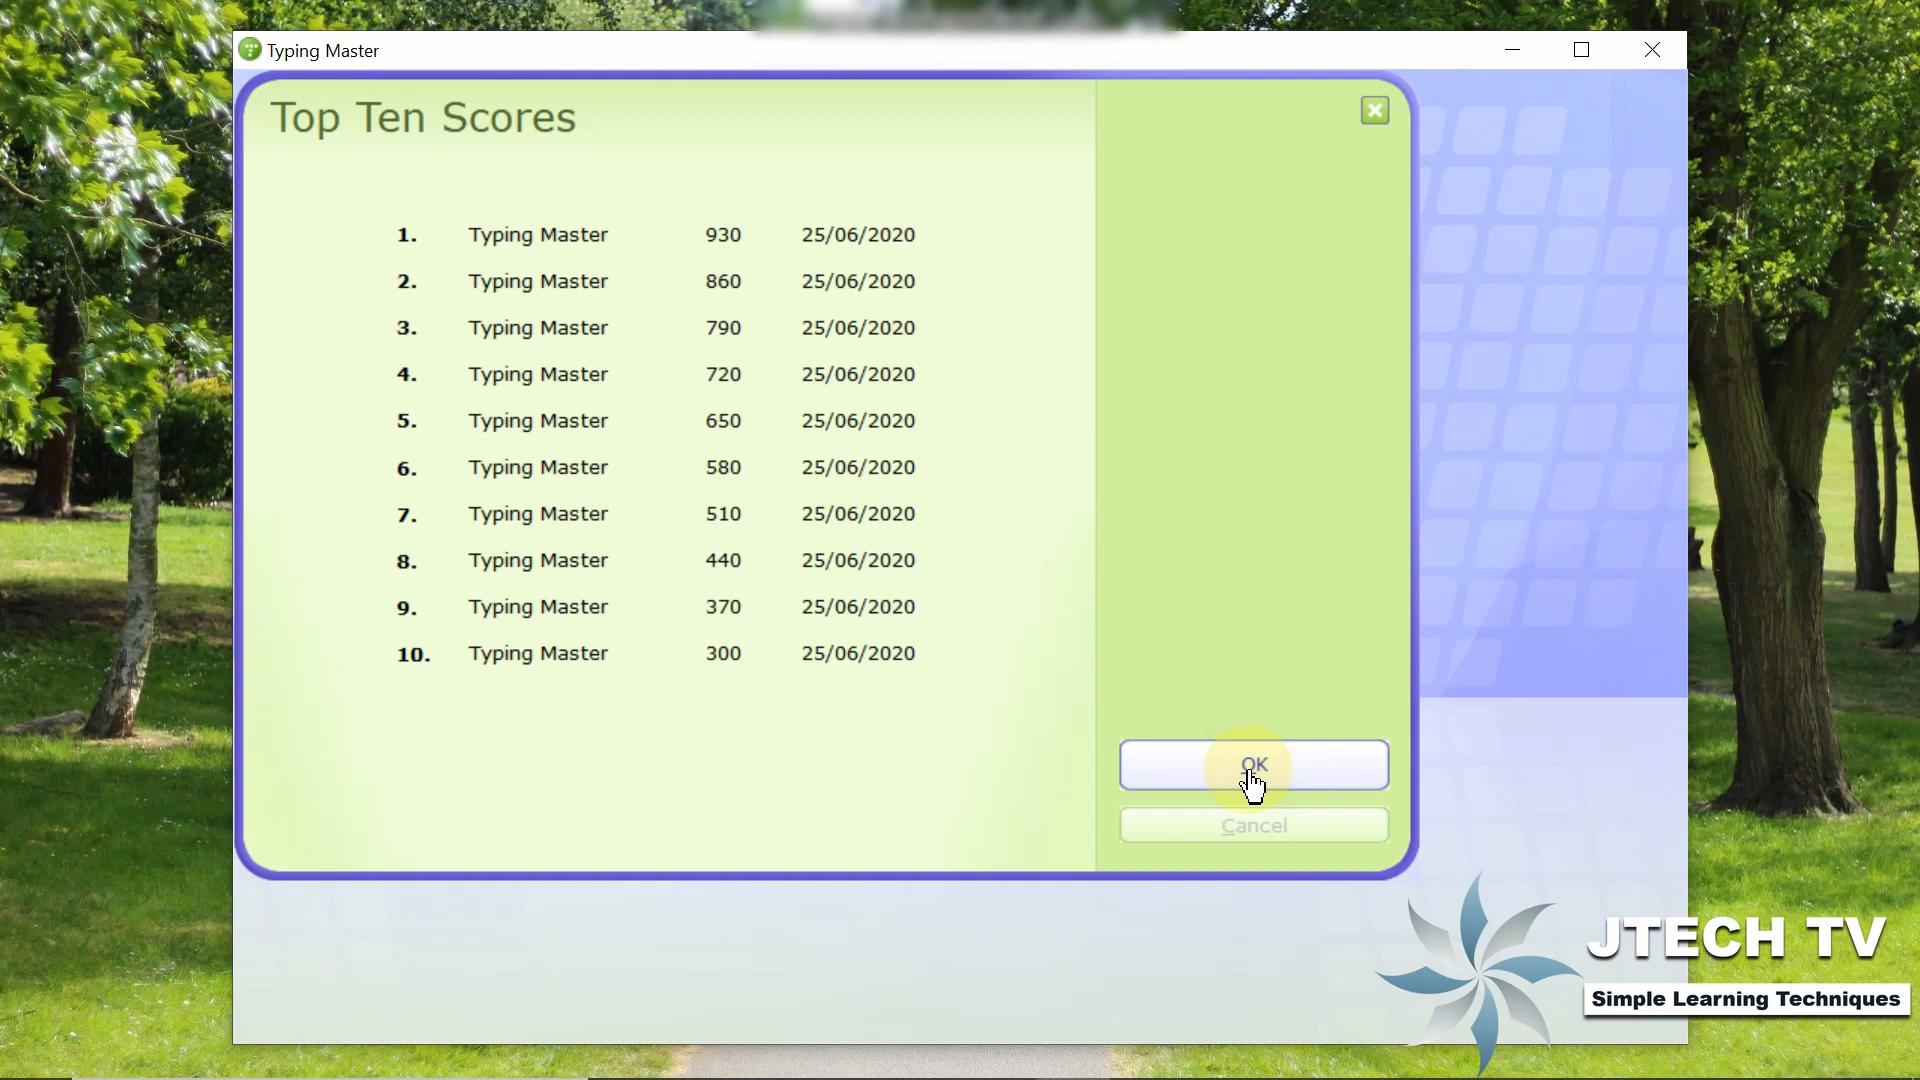 Typing Master
Top Ten Scores
1. Typing Master 930 25/06/2020
2. Typing Master 860 25/06/2020
3. Typing Master 790 25/06/2020
4. Typing Master 720 25/06/2020
5. Typing Master 650 25/06/2020
6. Typing Master 580 25/06/2020
7. Typing Master 510 25/06/2020
8. Typing Master 440 25/06/2020
9. Typing Master 370 25/06/2020
10. Typing Master 300 25/06/2020
OK
Cancel
JTECH TV
Simple Learning Techniques